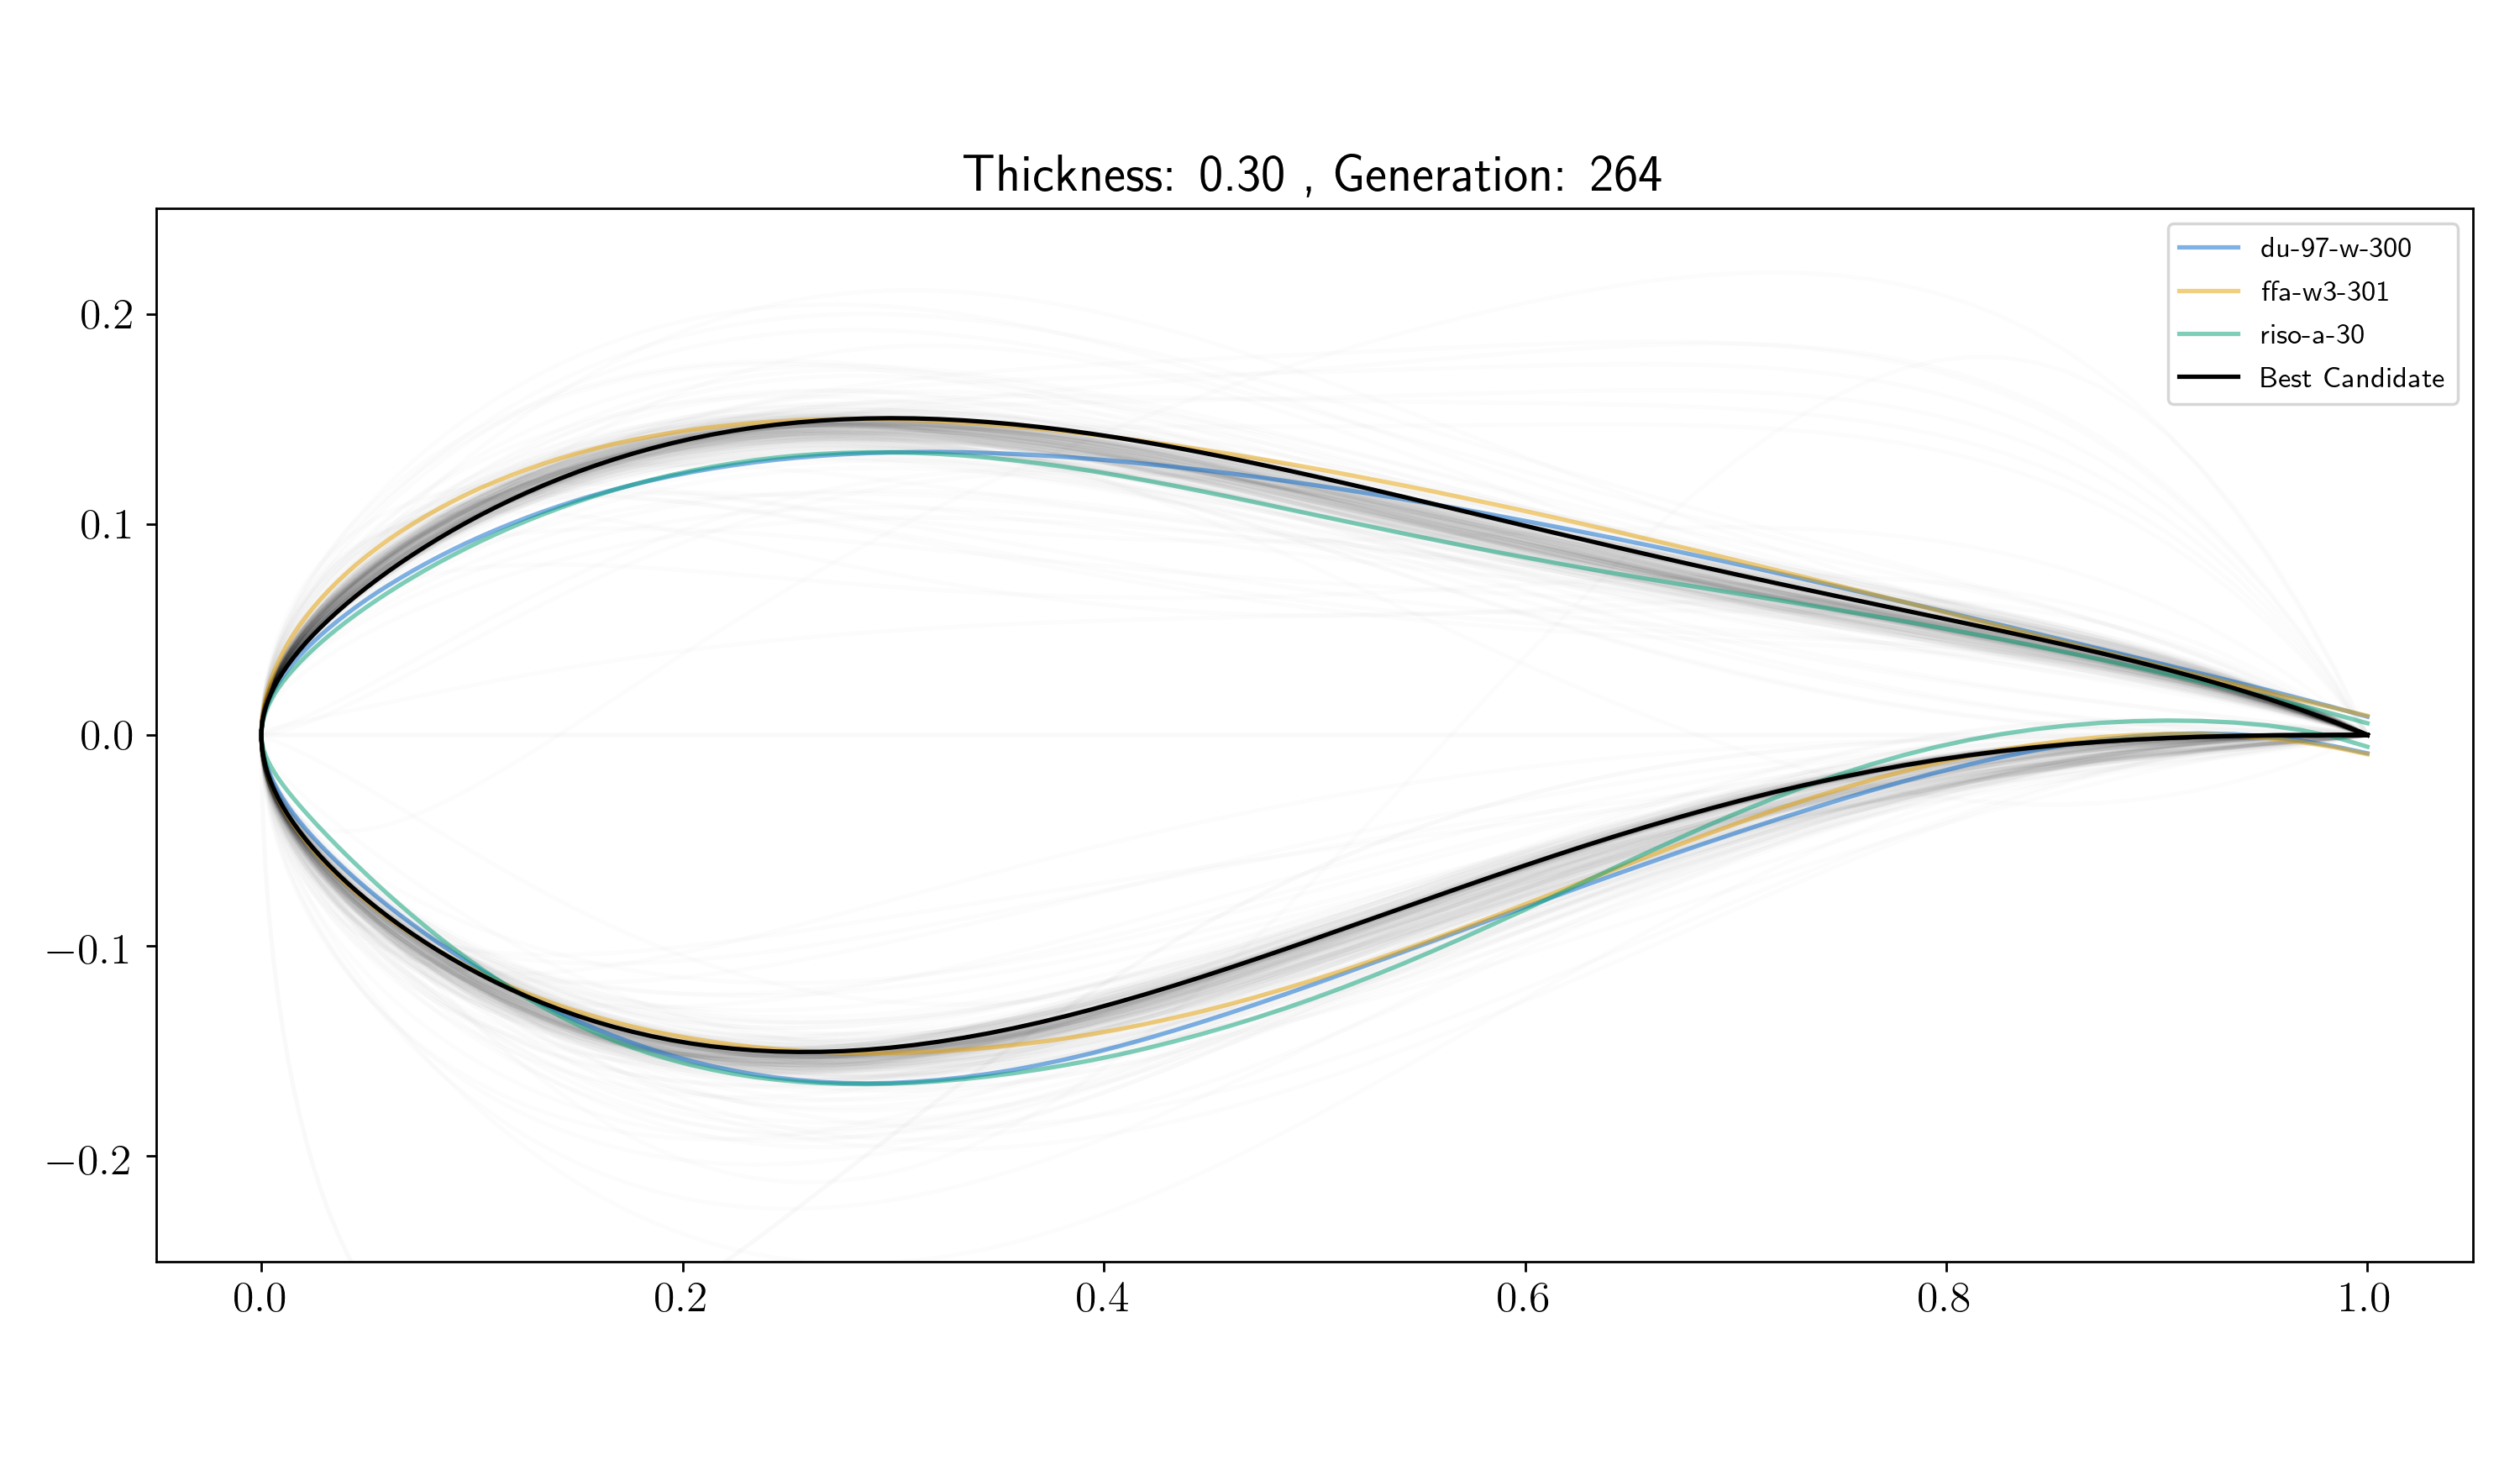 Thickness: 0.30 , Generation: 264
du-97-w-300
ffa-w3-301
riso-a-30
Best Candidate
0.2
0.1
0.0
−0.1
−0.2
0.0 0.2 0.4 0.6 0.8 1.0